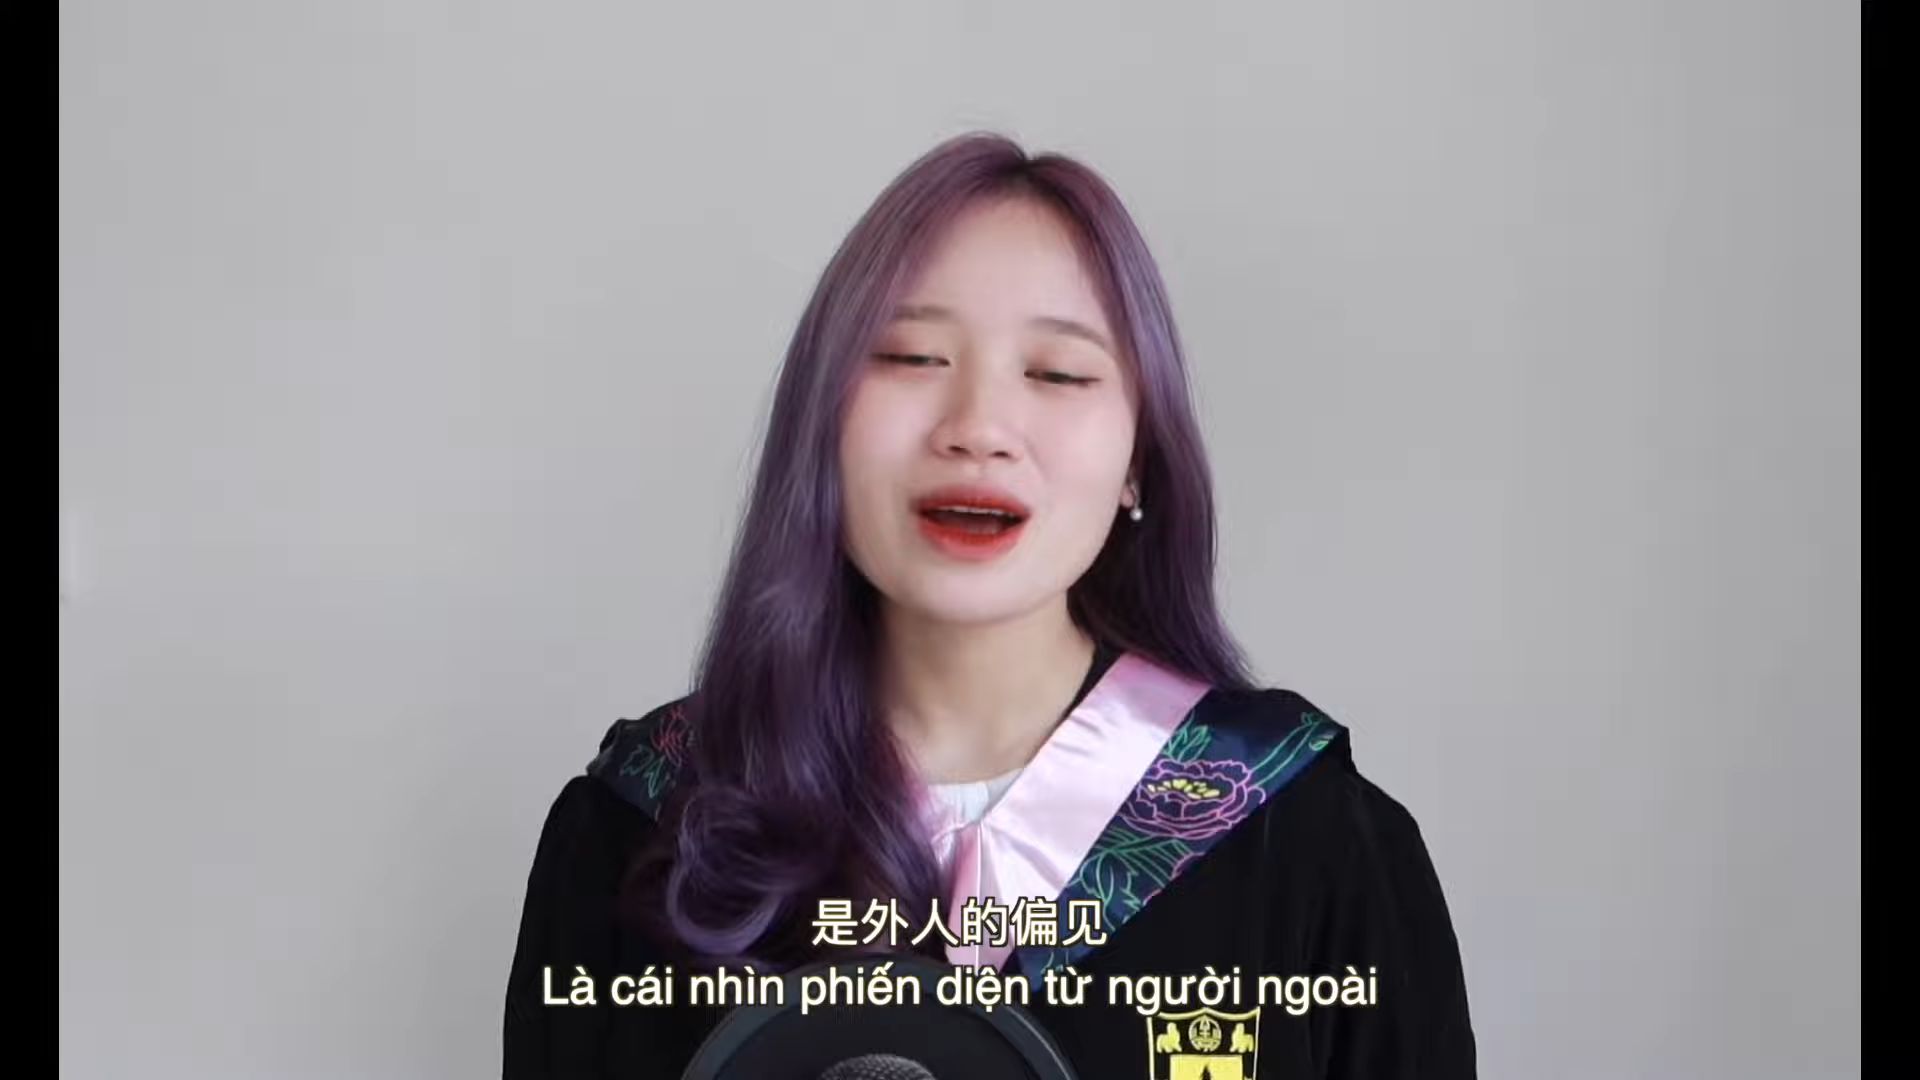 是外人的偏见
Là cái nhìn phiến diện từ người ngoài